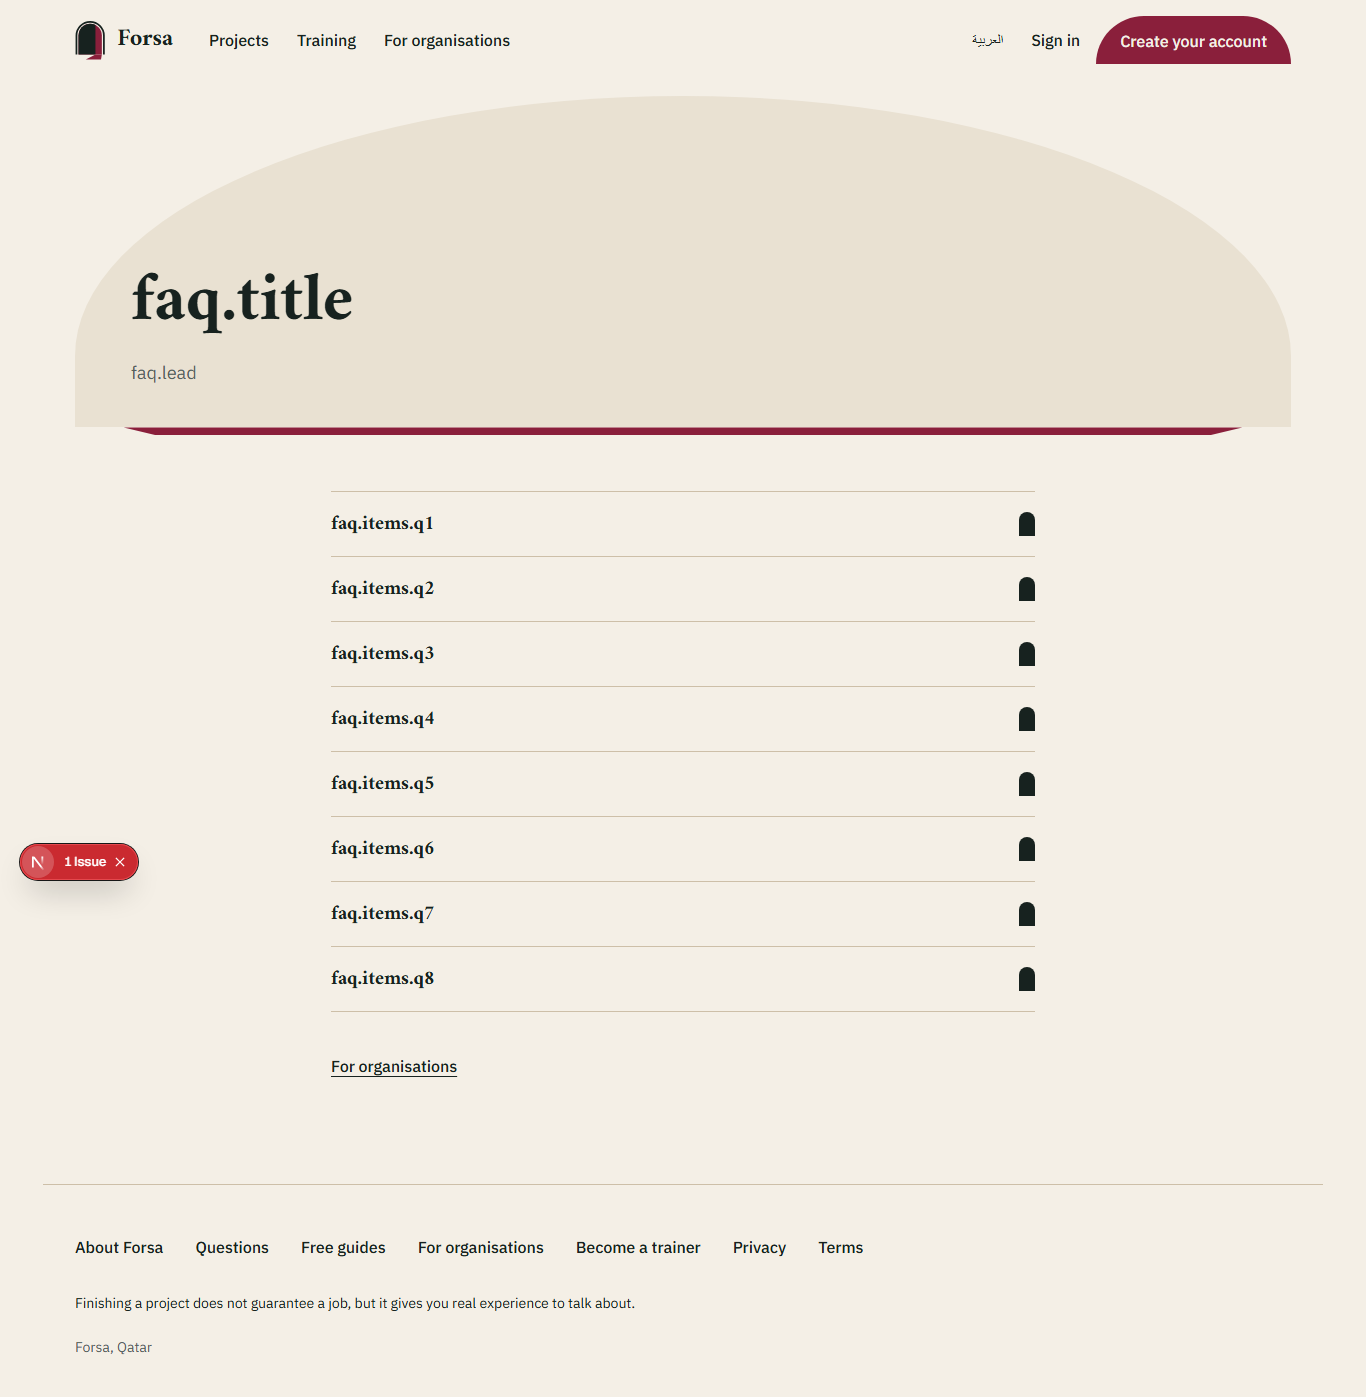 Forsa
Projects
Training
For organisations
العربية
Sign in
Create your account
faq.title
faq.lead
faq.items.q1
faq.items.q2
faq.items.q3
faq.items.q4
faq.items.q5
faq.items.q6
faq.items.q7
faq.items.q8
1 Issue
For organisations
About Forsa
Questions
Free guides
For organisations
Become a trainer
Privacy
Terms
Finishing a project does not guarantee a job, but it gives you real experience to talk about.
Forsa, Qatar